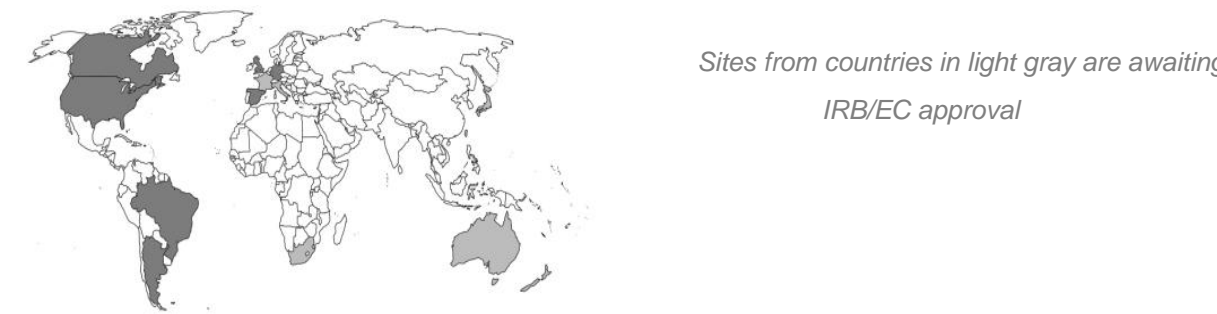 Sites from countries in light gray are awaiting
IRB/EC approval